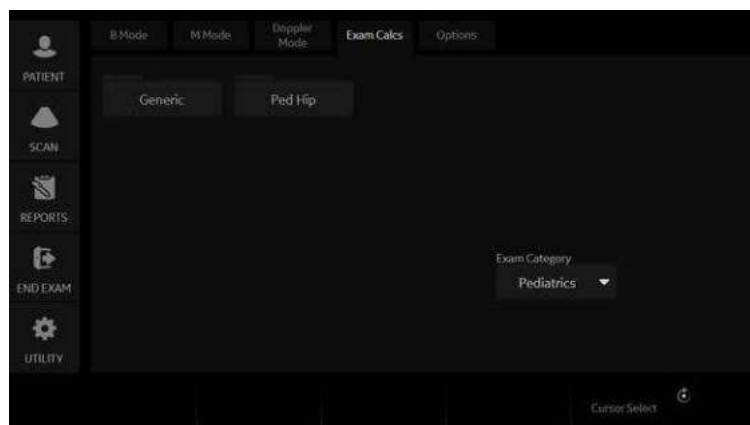 B Mode
M Mode
Doppler
Mode
Exam Calcs
Options
PATIENT
Generic
Ped Hip
SCAN
REPORTS
Exam Category
Pediatrics
END EXAM
UTILITY
Cursor Select